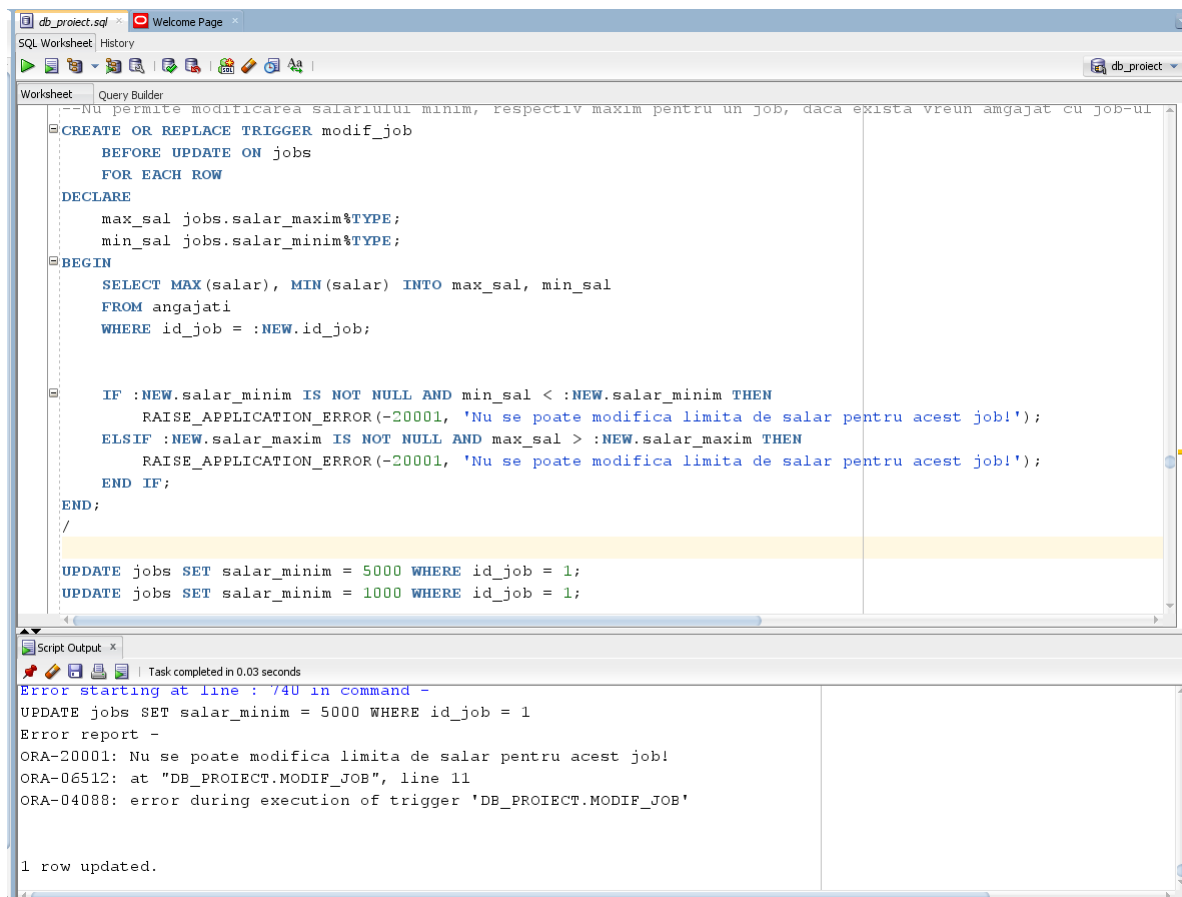 db_proiect.sql Welcome Page
SQL Worksheet History
db_proiect
Worksheet Query Builder
--Nu permite modificarea salariului minim, respectiv maxim pentru un job, daca exista vreun amgajat cu job-ul
CREATE OR REPLACE TRIGGER modif_job
BEFORE UPDATE ON jobs
FOR EACH ROW
DECLARE
max_sal jobs.salar_maxim%TYPE;
min_sal jobs.salar_minim%TYPE;
BEGIN
SELECT MAX(salar), MIN(salar) INTO max_sal, min_sal
FROM angajati
WHERE id_job = :NEW.id_job;
IF :NEW.salar_minim IS NOT NULL AND min_sal < :NEW.salar_minim THEN
RAISE_APPLICATION_ERROR(-20001, 'Nu se poate modifica limita de salar pentru acest job!');
ELSIF :NEW.salar_maxim IS NOT NULL AND max_sal > :NEW.salar_maxim THEN
RAISE_APPLICATION_ERROR(-20001, 'Nu se poate modifica limita de salar pentru acest job!');
END IF;
END;
/
UPDATE jobs SET salar_minim = 5000 WHERE id_job = 1;
UPDATE jobs SET salar_minim = 1000 WHERE id_job = 1;
Script Output x
Task completed in 0.03 seconds
Error starting at line : 740 in command -
UPDATE jobs SET salar_minim = 5000 WHERE id_job = 1
Error report -
ORA-20001: Nu se poate modifica limita de salar pentru acest job!
ORA-06512: at "DB_PROIECT.MODIF_JOB", line 11
ORA-04088: error during execution of trigger 'DB_PROIECT.MODIF_JOB'
1 row updated.